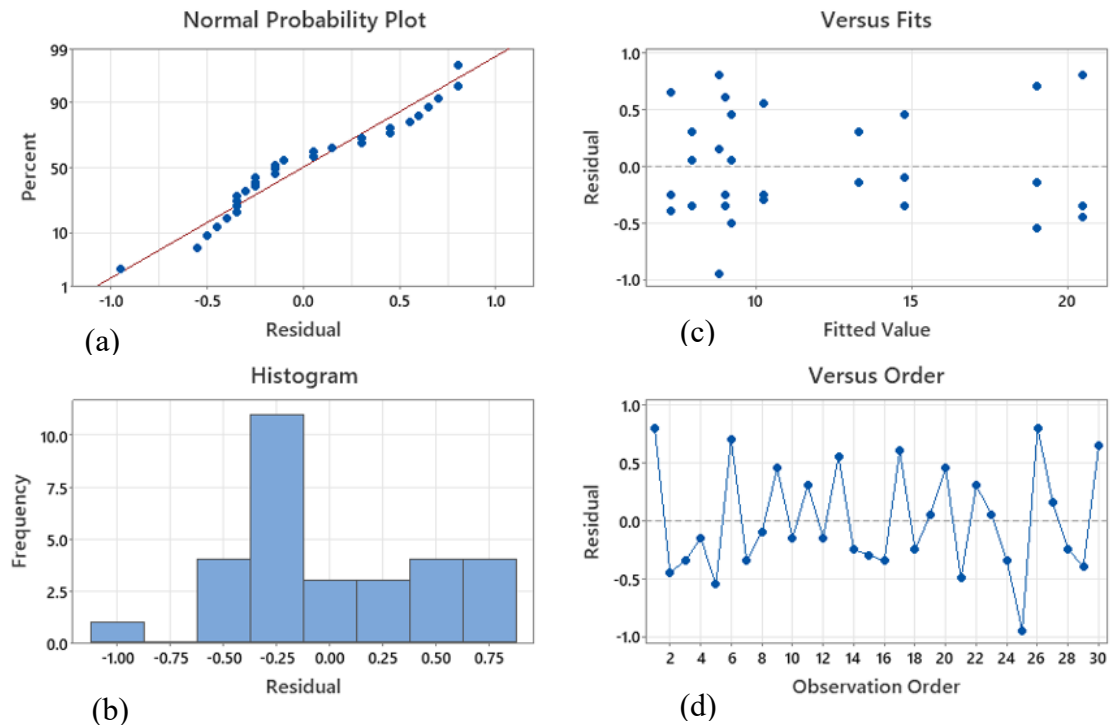 Normal Probability Plot
99
90
50
10
1
Percent
-1.0 -0.5 0.0 0.5 1.0
Residual
(a)
Versus Fits
1.0
0.5
0.0
-0.5
-1.0
Residual
10 15 20
Fitted Value
(c)
Histogram
10.0
7.5
5.0
2.5
0.0
Frequency
-1.00 -0.75 -0.50 -0.25 0.00 0.25 0.50 0.75
Residual
(b)
Versus Order
1.0
0.5
0.0
-0.5
-1.0
Residual
2 4 6 8 10 12 14 16 18 20 22 24 26 28 30
Observation Order
(d)